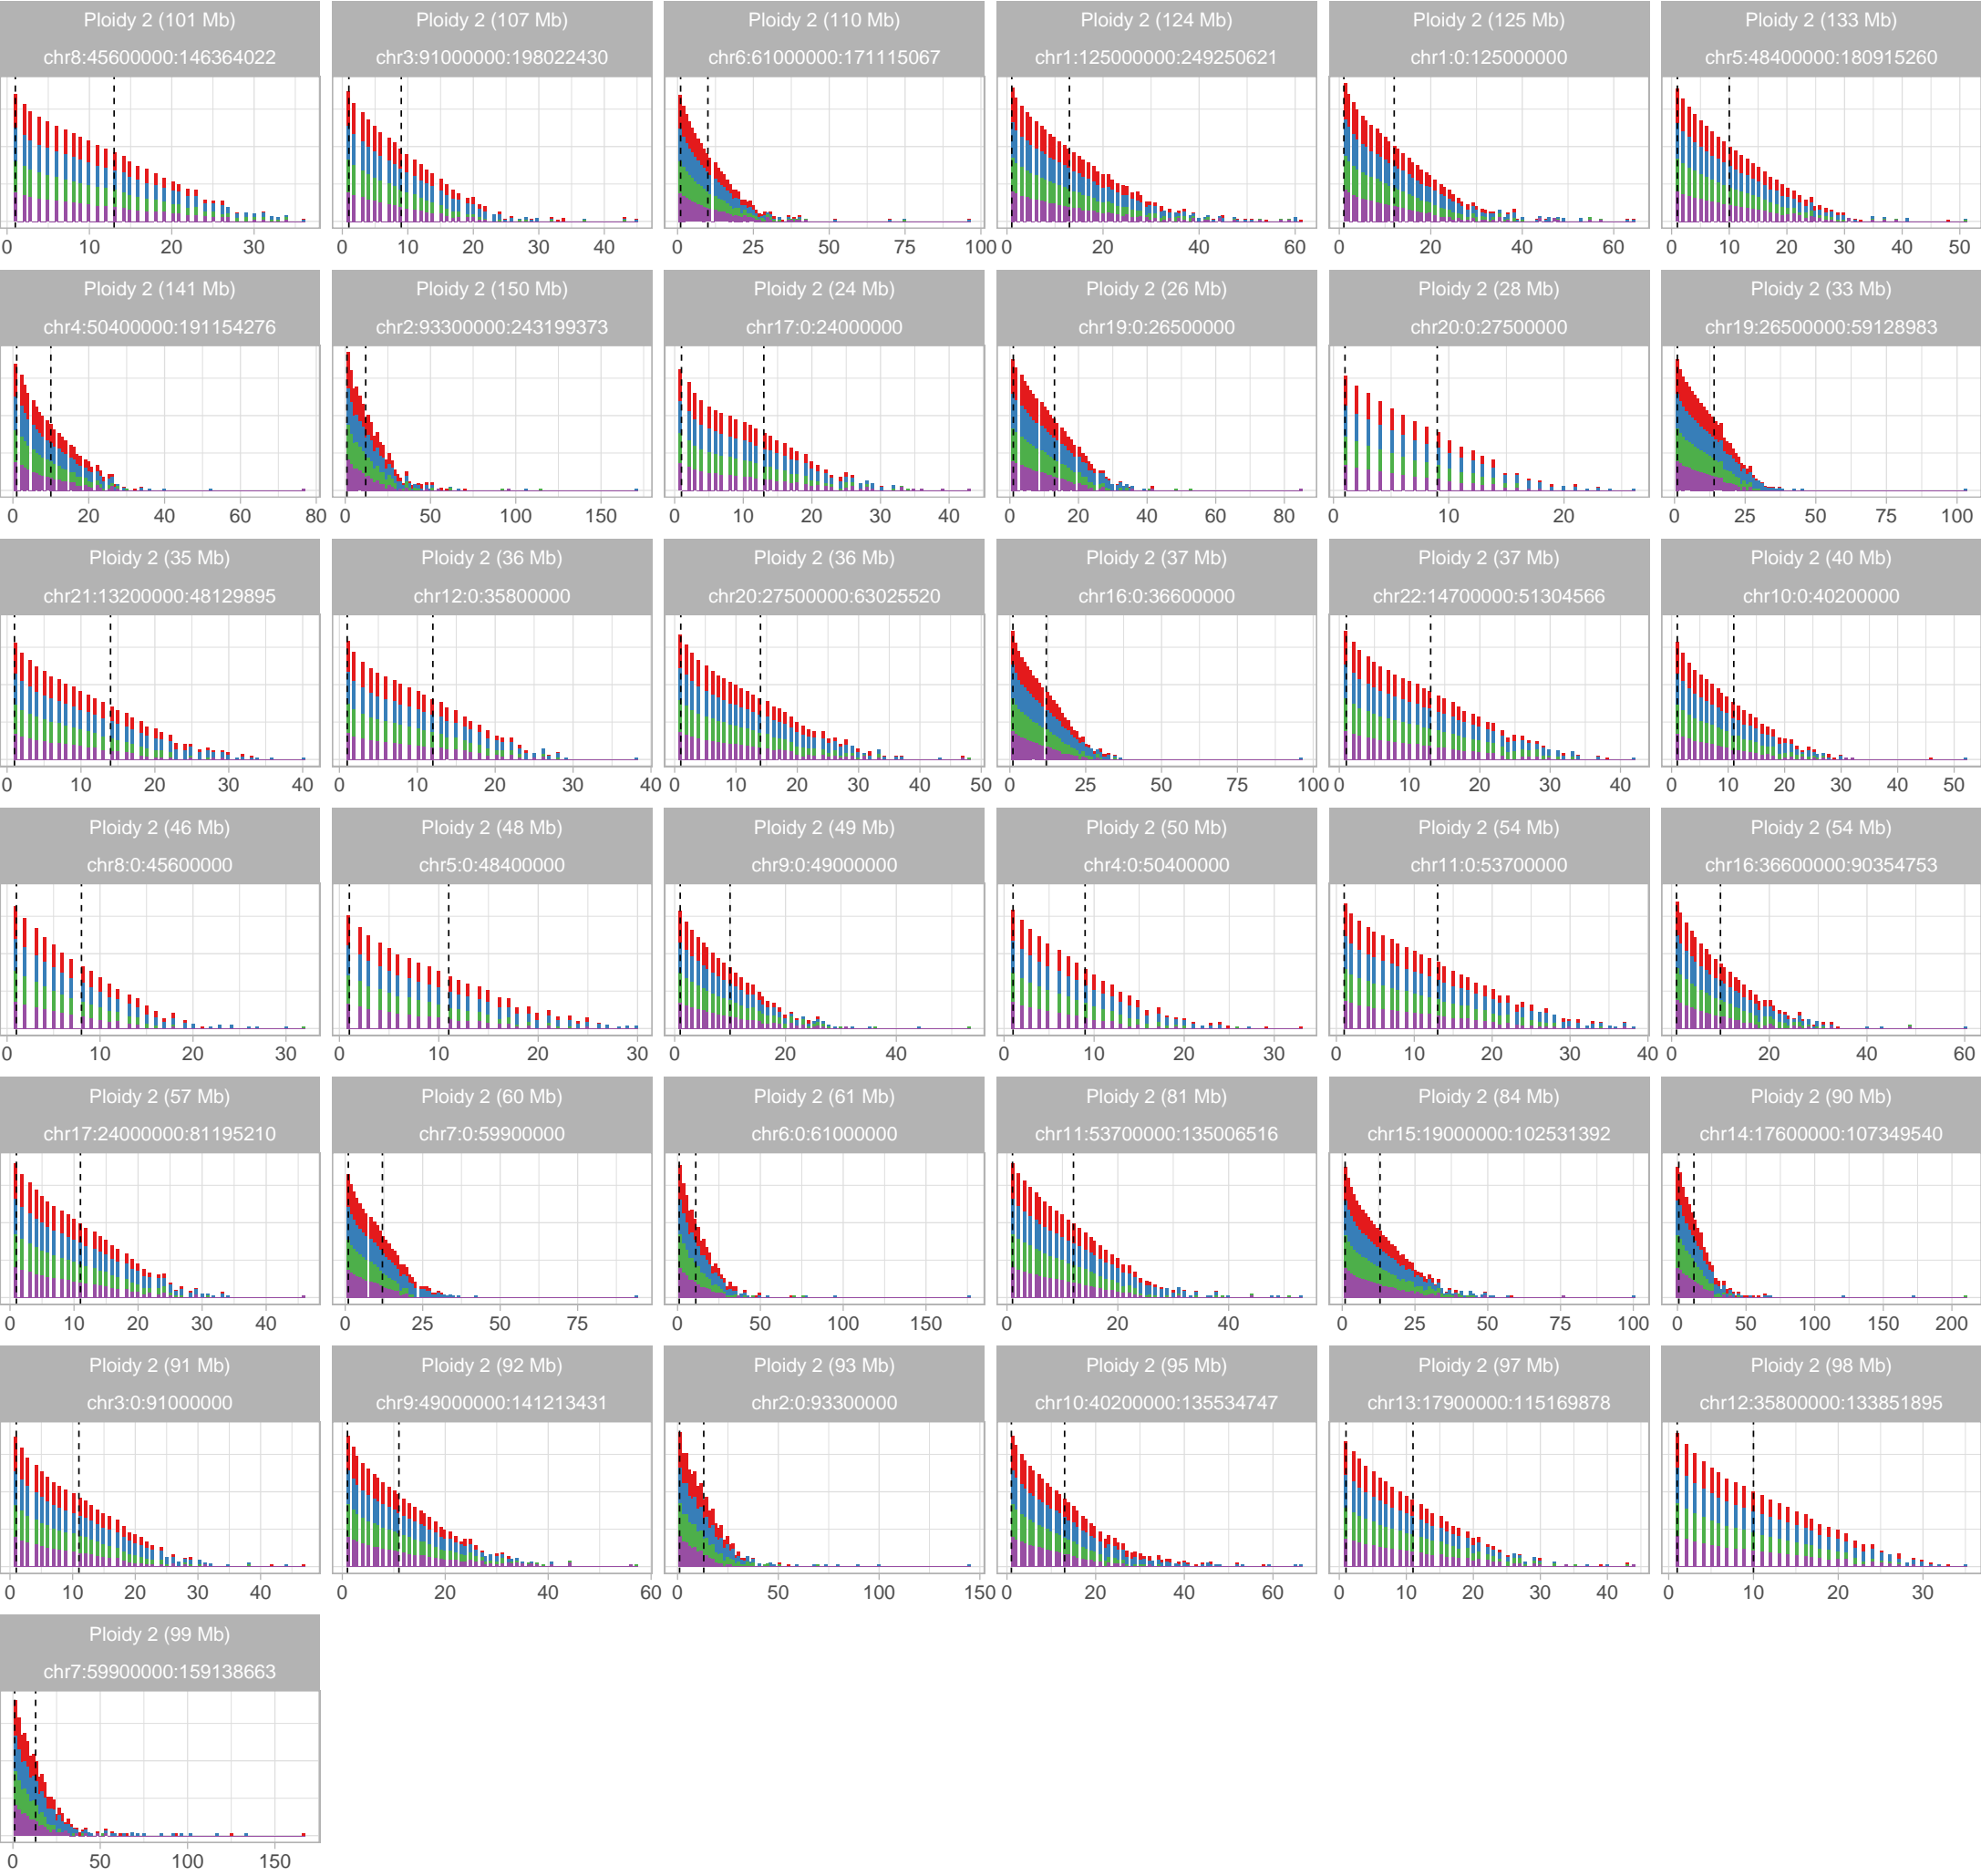 Ploidy 2 (101 Mb) Ploidy 2 (107 Mb) Ploidy 2 (110 Mb) Ploidy 2 (124 Mb) Ploidy 2 (125 Mb) Ploidy 2 (133 Mb)
chr8:45600000:146364022 chr3:91000000:198022430 chr6:61000000:171115067 chr1:125000000:249250621 chr1:0:125000000 chr5:48400000:180915260
0 10 20 30 0 10 20 30 40 0 25 50 75 100 0 20 40 60 0 20 40 60 0 10 20 30 40 50
Ploidy 2 (141 Mb) Ploidy 2 (150 Mb) Ploidy 2 (24 Mb) Ploidy 2 (26 Mb) Ploidy 2 (28 Mb) Ploidy 2 (33 Mb)
chr4:50400000:191154276 chr2:93300000:243199373 chr17:0:24000000 chr19:0:26500000 chr20:0:27500000 chr19:26500000:59128983
0 20 40 60 80 0 50 100 150 0 10 20 30 40 0 20 40 60 80 0 10 20 0 25 50 75 100
Ploidy 2 (35 Mb) Ploidy 2 (36 Mb) Ploidy 2 (36 Mb) Ploidy 2 (37 Mb) Ploidy 2 (37 Mb) Ploidy 2 (40 Mb)
chr21:13200000:48129895 chr12:0:35800000 chr20:27500000:63025520 chr16:0:36600000 chr22:14700000:51304566 chr10:0:40200000
0 10 20 30 40 0 10 20 30 40 0 10 20 30 40 50 0 25 50 75 100 0 10 20 30 40 0 10 20 30 40 50
Ploidy 2 (46 Mb) Ploidy 2 (48 Mb) Ploidy 2 (49 Mb) Ploidy 2 (50 Mb) Ploidy 2 (54 Mb) Ploidy 2 (54 Mb)
chr8:0:45600000 chr5:0:48400000 chr9:0:49000000 chr4:0:50400000 chr11:0:53700000 chr16:36600000:90354753
0 10 20 30 0 10 20 30 0 20 40 0 10 20 30 0 10 20 30 40 0 20 40 60
Ploidy 2 (57 Mb) Ploidy 2 (60 Mb) Ploidy 2 (61 Mb) Ploidy 2 (81 Mb) Ploidy 2 (84 Mb) Ploidy 2 (90 Mb)
chr17:24000000:81195210 chr7:0:59900000 chr6:0:61000000 chr11:53700000:135006516 chr15:19000000:102531392 chr14:17600000:107349540
0 10 20 30 40 0 25 50 75 0 50 100 150 0 20 40 0 25 50 75 100 0 50 100 150 200
Ploidy 2 (91 Mb) Ploidy 2 (92 Mb) Ploidy 2 (93 Mb) Ploidy 2 (95 Mb) Ploidy 2 (97 Mb) Ploidy 2 (98 Mb)
chr3:0:91000000 chr9:49000000:141213431 chr2:0:93300000 chr10:40200000:135534747 chr13:17900000:115169878 chr12:35800000:133851895
0 10 20 30 40 0 20 40 60 0 50 100 150 0 20 40 60 0 10 20 30 40 0 10 20 30
Ploidy 2 (99 Mb)
chr7:59900000:159138663
0 50 100 150